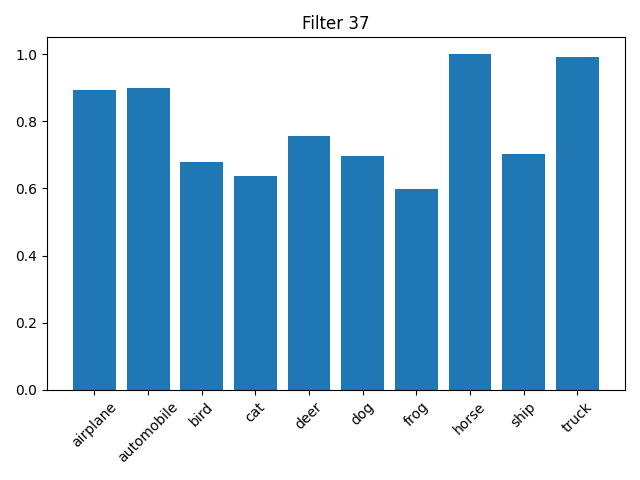 Filter 37
1.0
0.8
0.6
0.4
0.2
0.0
airplane
automobile
bird
cat
deer
dog
frog
horse
ship
truck